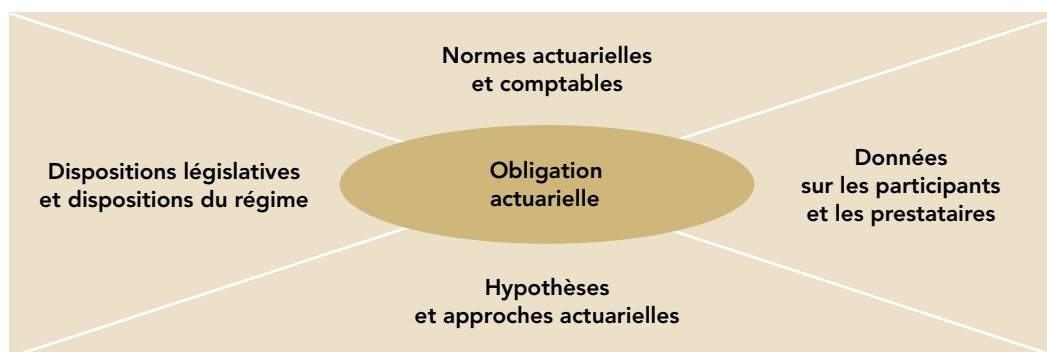 Normes actuarielles
et comptables
Dispositions législatives
et dispositions du régime
Obligation
actuarielle
Données
sur les participants
et les prestataires
Hypothèses
et approches actuarielles